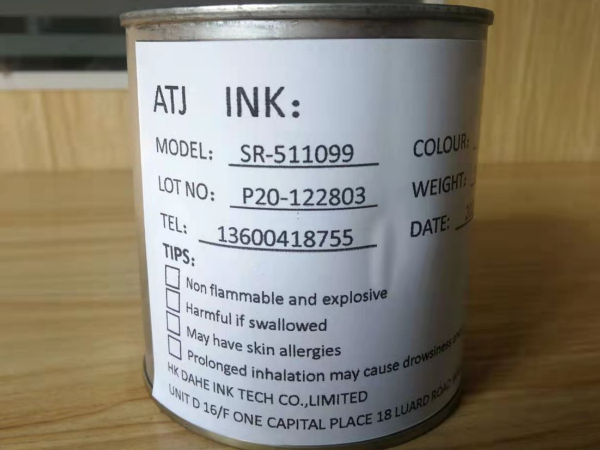 ATJ INK:
MODEL: SR-511099 COLOUR:
LOT NO: P20-122803 WEIGHT:
TEL: 13600418755 DATE:
TIPS:
Non flammable and explosive
Harmful if swallowed
May have skin allergies
Prolonged inhalation may cause drowsiness
HK DAHE INK TECH CO.,LIMITED
UNIT D 16/F ONE CAPITAL PLACE 18 LUARD ROAD